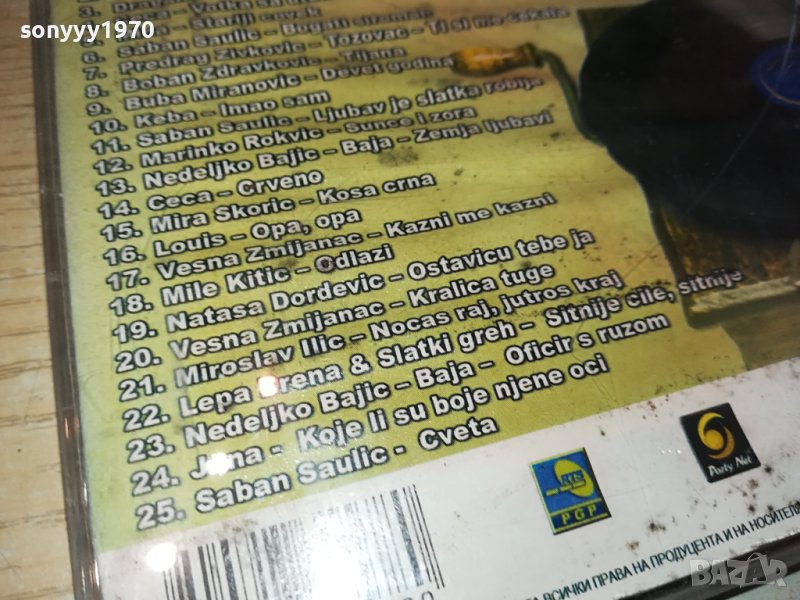 sonyyy1970
5. Stariji covek
6. Saban Saulic - Bogati siromah
7. Predrag Zivkovic - Tozovac - Ti si me cekala
8. Boban Zdravkovic - Tijana
9. Buba Miranovic - Devet godina
10. Keba - Imao sam
11. Saban Saulic - Ljubav je slatka robija
12. Marinko Rokvic - Sunce i zora
13. Nedeljko Bajic - Baja - Zemja ljubavi
14. Ceca - Crveno
15. Mira Skoric - Kosa crna
16. Louis - Opa, opa
17. Vesna Zmijanac - Kazni me kazni
18. Mile Kitic - Odlazi
19. Natasa Dordevic - Ostavicu tebe ja
20. Vesna Zmijanac - Kralica tuge
21. Miroslav Ilic - Nocas raj, jutros kraj
22. Lepa Brena & Slatki greh - Sitnije cile, sitnije
23. Nedeljko Bajic - Baja - Oficir s ruzom
24. Jana - Koje li su boje njene oci
25. Saban Saulic - Cveta
RTS
PGP
Party Net
ВСИЧКИ ПРАВА НА ПРОДУЦЕНТА И НА НОСИТЕЛЯ
BAZAR